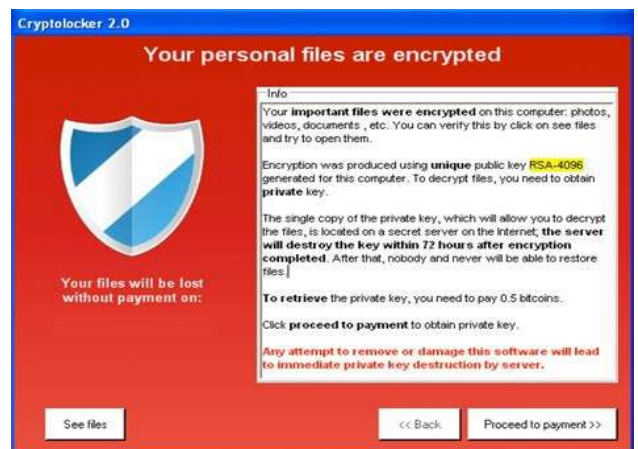 Cryptolocker 2.0
Your personal files are encrypted
Your files will be lost
without payment on:
Info
Your important files were encrypted on this computer: photos,
videos, documents , etc. You can verify this by click on see files
and try to open them.
Encryption was produced using unique public key RSA-4096
generated for this computer. To decrypt files, you need to obtain
private key.
The single copy of the private key, which will allow you to decrypt
the files, is located on a secret server on the Internet; the server
will destroy the key within 72 hours after encryption
completed. After that, nobody and never will be able to restore
files.
To retrieve the private key, you need to pay 0.5 bitcoins.
Click proceed to payment to obtain private key.
Any attempt to remove or damage this software will lead
to immediate private key destruction by server.
See files
<< Back
Proceed to payment >>